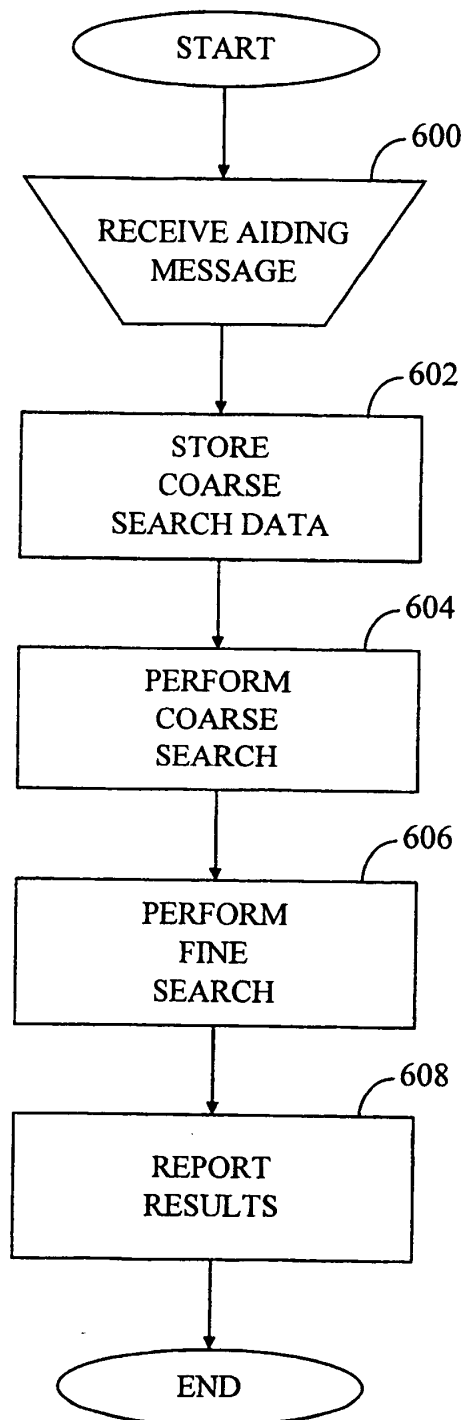 START
600
RECEIVE AIDING
MESSAGE
602
STORE
COARSE
SEARCH DATA
604
PERFORM
COARSE
SEARCH
606
PERFORM
FINE
SEARCH
608
REPORT
RESULTS
END